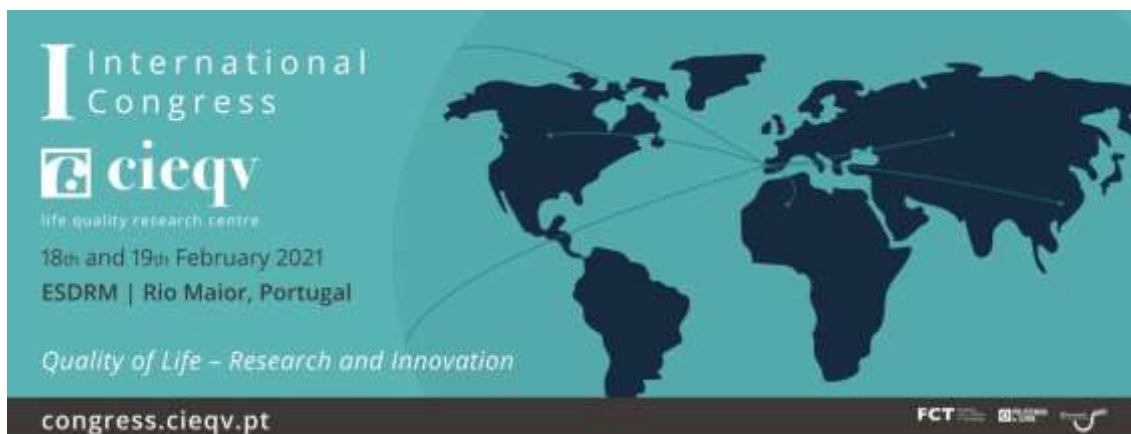 I International
Congress
cieqv
life quality research centre
18th and 19th February 2021
ESDRM | Rio Maior, Portugal
Quality of Life – Research and Innovation
congress.cieqv.pt
FCT